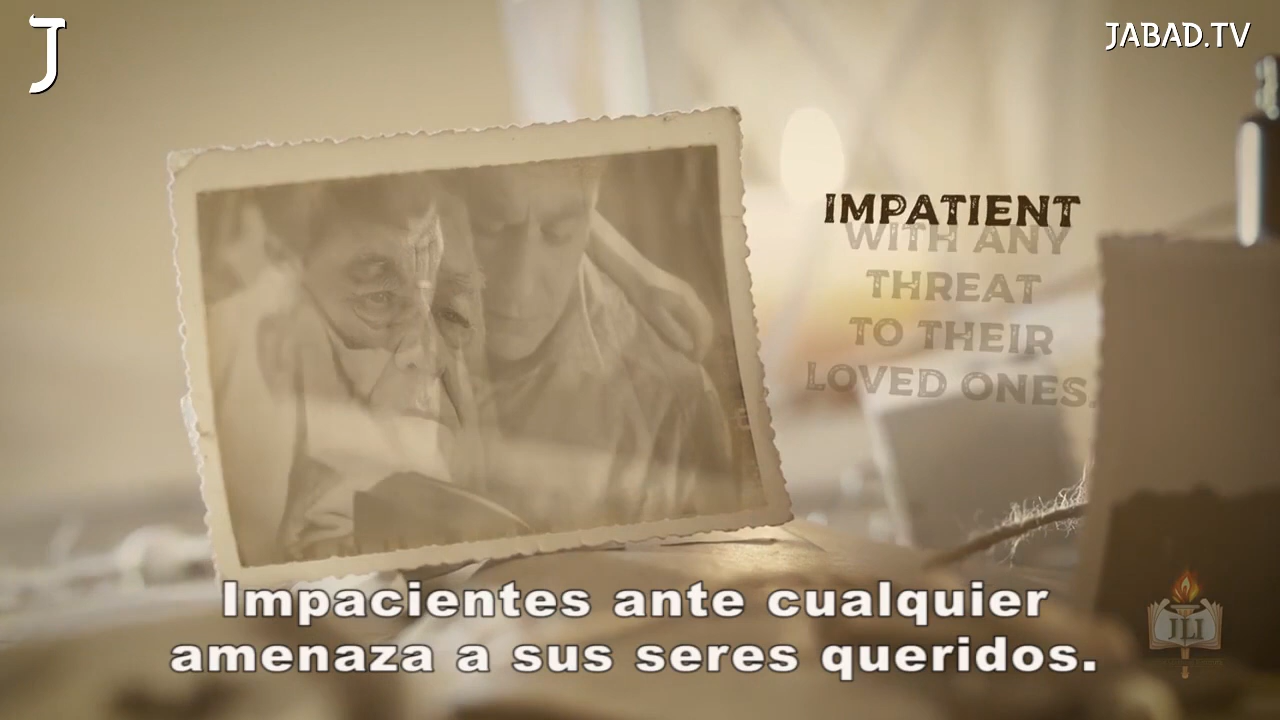 J
JABAD.TV
IMPATIENT
WITH ANY
THREAT
TO THEIR
LOVED ONES.
Impacientes ante cualquier
amenaza a sus seres queridos.
JLI